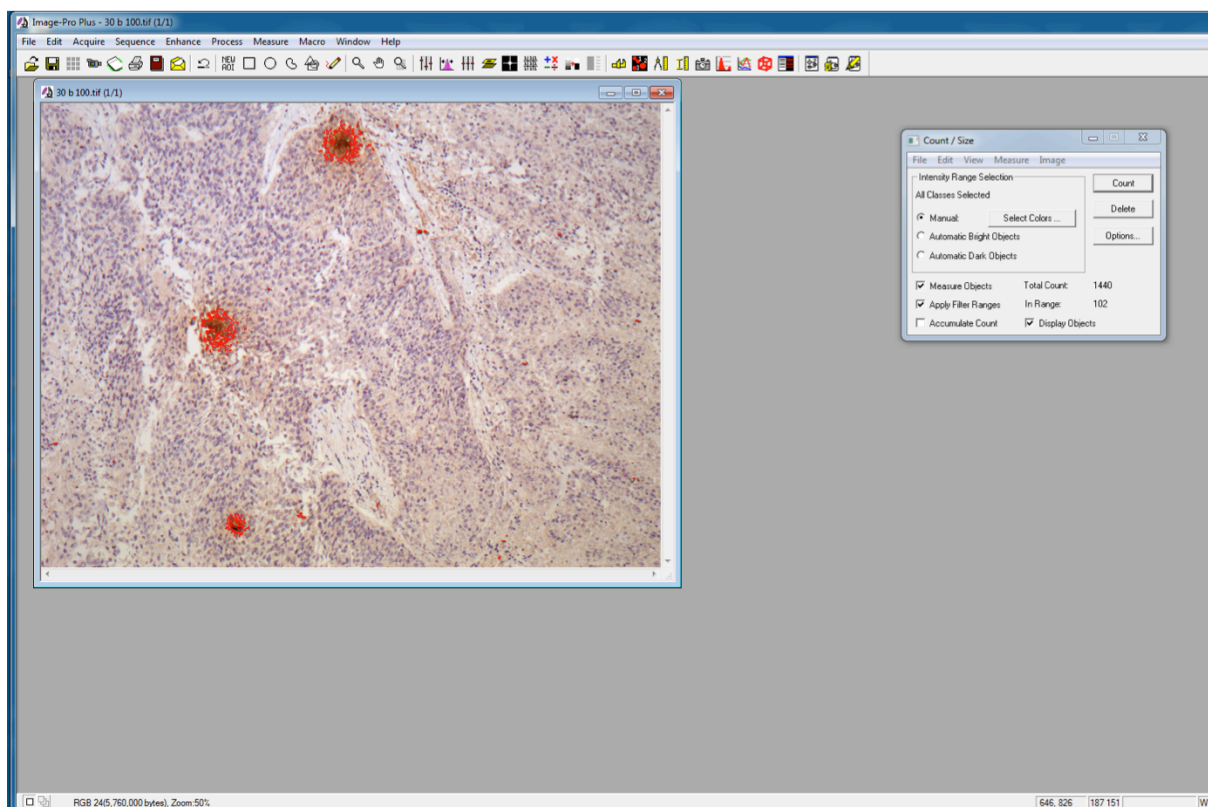 Image-Pro Plus - 30 b 100.tif (1/1)
File Edit Acquire Sequence Enhance Process Measure Macro Window Help
NEW AOI
30 b 100.tif (1/1)
Count / Size
File Edit View Measure Image
Intensity Range Selection
Count
All Classes Selected
Delete
Manual: Select Colors ...
Automatic Bright Objects
Options...
Automatic Dark Objects
Measure Objects Total Count: 1440
Apply Filter Ranges In Range: 102
Accumulate Count Display Objects
RGB 24(5,760,000 bytes), Zoom:50% 646, 826 187 151 W